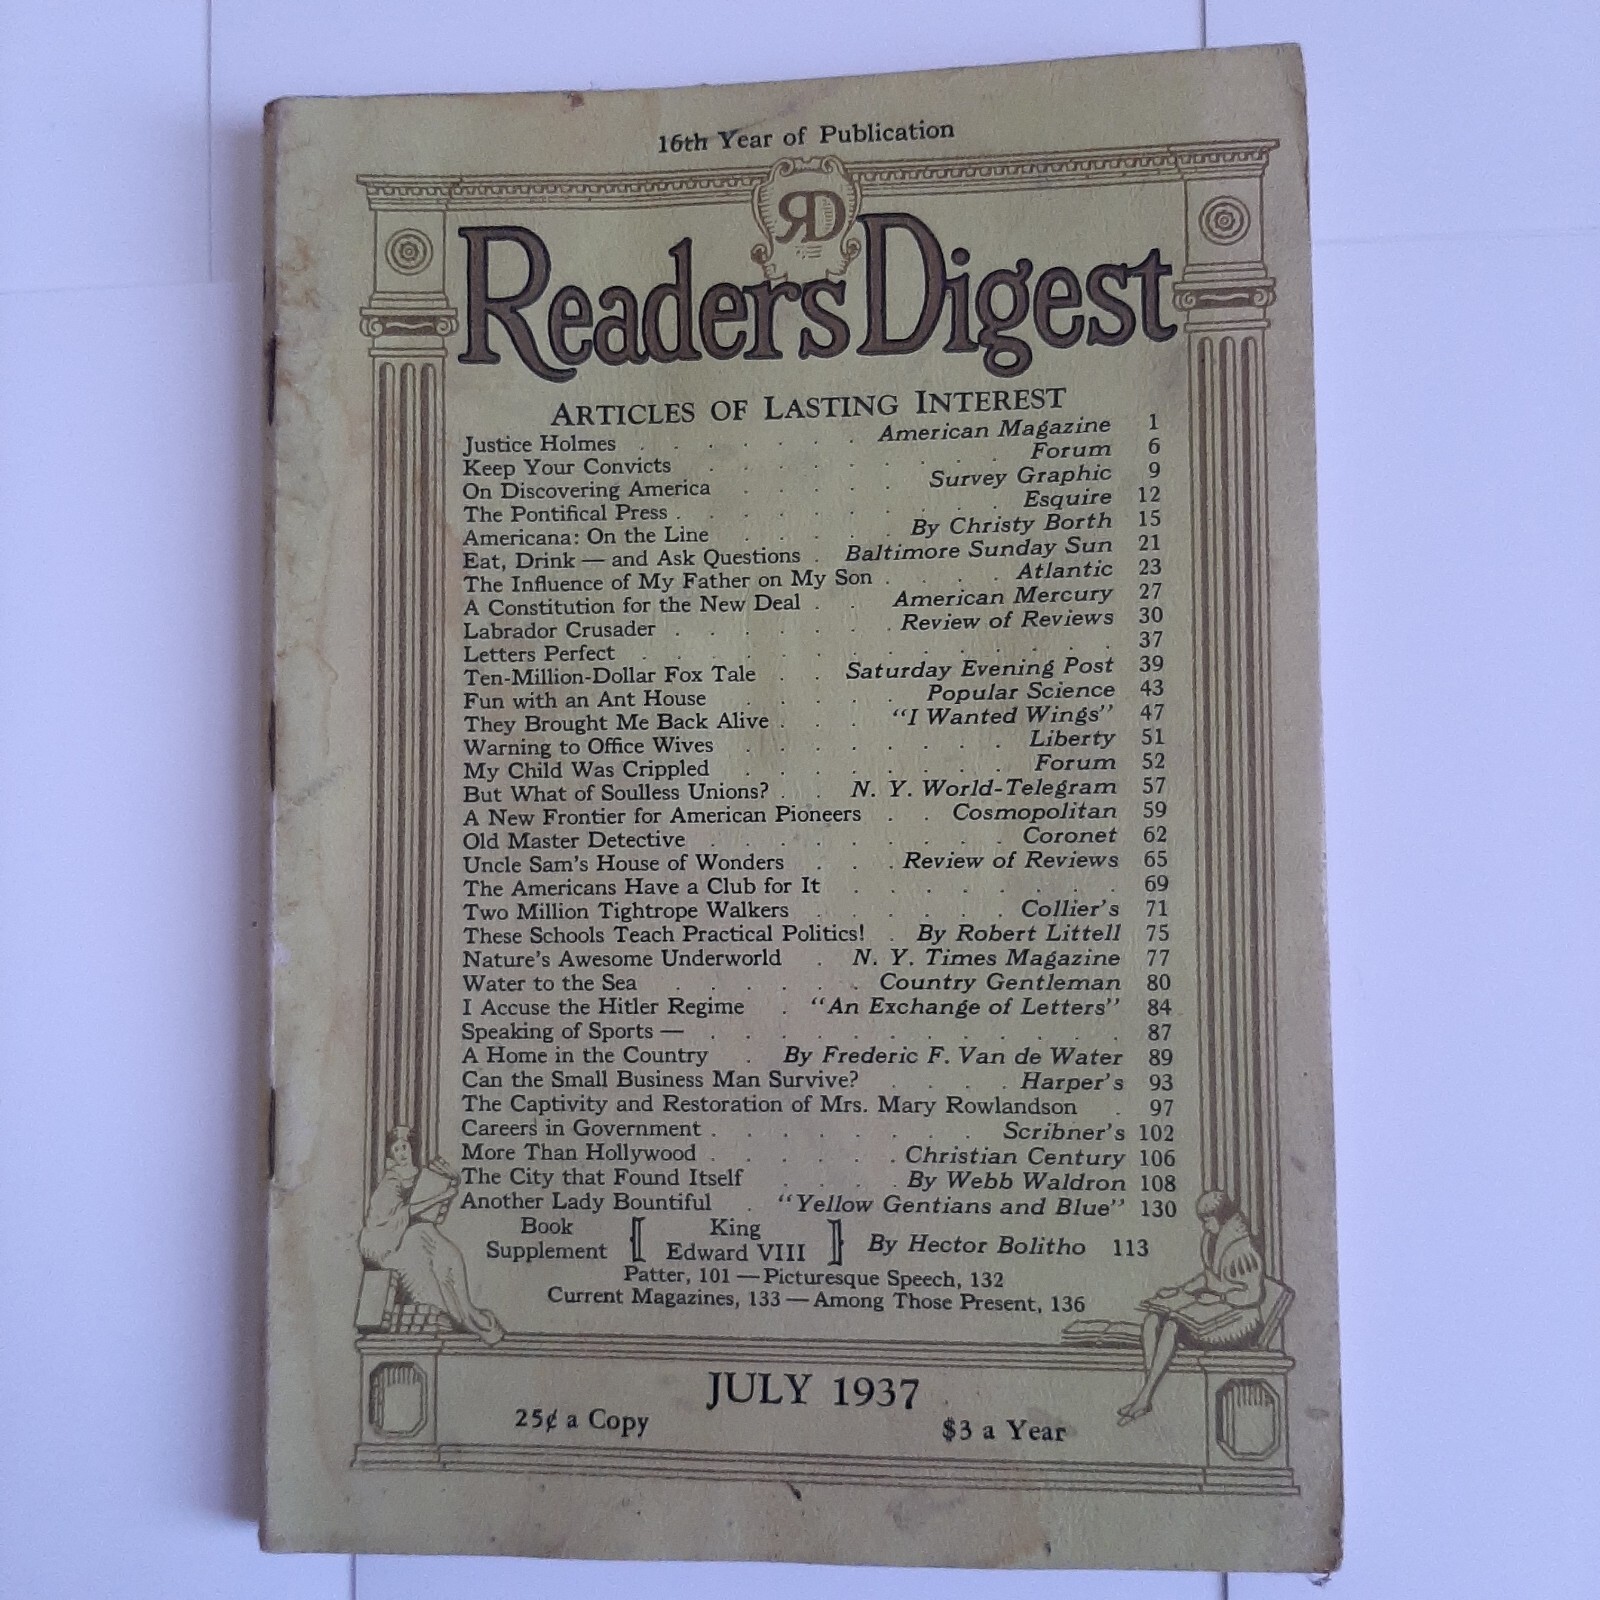 16th Year of Publication
RD
Readers Digest
ARTICLES OF LASTING INTEREST
Justice Holmes . . . . . . . American Magazine 1
Keep Your Convicts . . . . . . . . . Forum 6
On Discovering America . . . . . Survey Graphic 9
The Pontifical Press . . . . . . . . . . Esquire 12
Americana: On the Line . . . . . By Christy Borth 15
Eat, Drink — and Ask Questions . Baltimore Sunday Sun 21
The Influence of My Father on My Son . . . . Atlantic 23
A Constitution for the New Deal . . American Mercury 27
Labrador Crusader . . . . . . . Review of Reviews 30
Letters Perfect . . . . . . . . . . . . 37
Ten-Million-Dollar Fox Tale . . Saturday Evening Post 39
Fun with an Ant House . . . . . Popular Science 43
They Brought Me Back Alive . . . "I Wanted Wings" 47
Warning to Office Wives . . . . . . . . Liberty 51
My Child Was Crippled . . . . . . . . Forum 52
But What of Soulless Unions? . . N. Y. World-Telegram 57
A New Frontier for American Pioneers . . Cosmopolitan 59
Old Master Detective . . . . . . . . . Coronet 62
Uncle Sam's House of Wonders . . . Review of Reviews 65
The Americans Have a Club for It . . . . . . . . 69
Two Million Tightrope Walkers . . . . . . Collier's 71
These Schools Teach Practical Politics! . By Robert Littell 75
Nature's Awesome Underworld . N. Y. Times Magazine 77
Water to the Sea . . . . . . Country Gentleman 80
I Accuse the Hitler Regime . "An Exchange of Letters" 84
Speaking of Sports — . . . . . . . . . . . . 87
A Home in the Country . By Frederic F. Van de Water 89
Can the Small Business Man Survive? . . . . Harper's 93
The Captivity and Restoration of Mrs. Mary Rowlandson . 97
Careers in Government . . . . . . . . Scribner's 102
More Than Hollywood . . . . . . Christian Century 106
The City that Found Itself . . . . By Webb Waldron 108
Another Lady Bountiful . "Yellow Gentians and Blue" 130
Book Supplement { King Edward VIII } By Hector Bolitho 113
Patter, 101 — Picturesque Speech, 132
Current Magazines, 133 — Among Those Present, 136
JULY 1937
25¢ a Copy $3 a Year